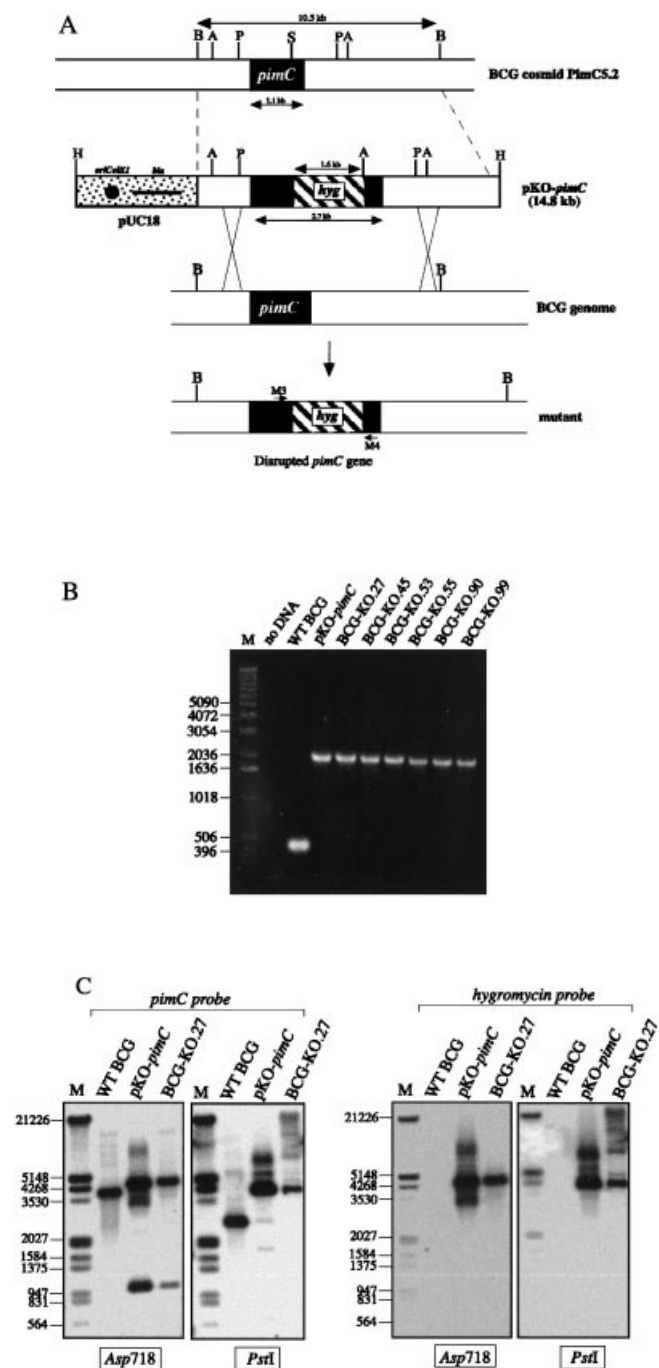 A
10.5 kb
B A P S P A B
pimC
BCG cosmid PimC5.2
1.1 kb
H A P 1.6 kb A P A H
oriColE1
hyg
pKO-pimC
(14.8 kb)
pUC18
2.7 kb
B B
pimC
BCG genome
B M3 B
hyg
mutant
M4
Disrupted pimC gene
B
M
no DNA
WT BCG
pKO-pimC
BCG-KO.27
BCG-KO.45
BCG-KO.53
BCG-KO.55
BCG-KO.90
BCG-KO.99
5090
4072
3054
2036
1636
1018
506
396
C
pimC probe
M
WT BCG
pKO-pimC
BCG-KO.27
M
WT BCG
pKO-pimC
BCG-KO.27
21226
5148
4268
3530
2027
1584
1375
947
831
564
Asp718
PstI
hygromycin probe
M
WT BCG
pKO-pimC
BCG-KO.27
M
WT BCG
pKO-pimC
BCG-KO.27
21226
5148
4268
3530
2027
1584
1375
947
831
564
Asp718
PstI